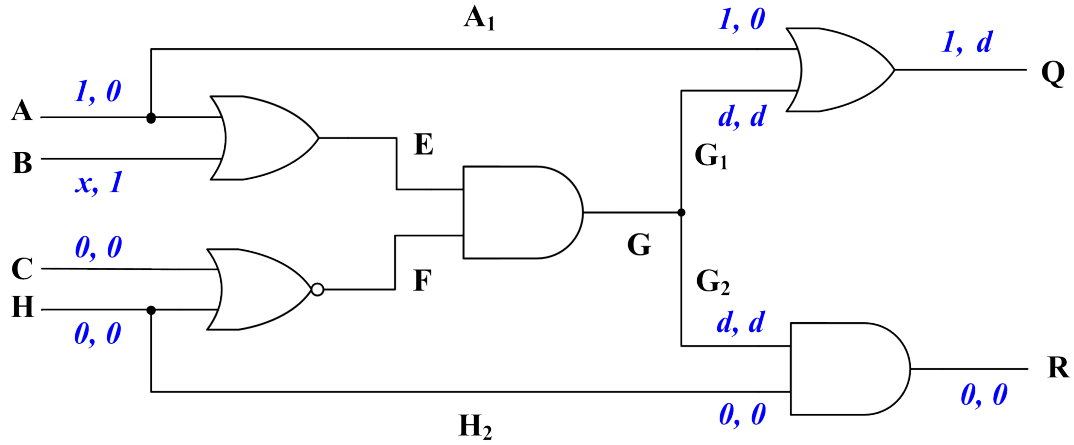 A₁
1, 0
1, d
Q
1, 0
A
d, d
E
B
G₁
x, 1
0, 0
G
C
F
G₂
H
0, 0
d, d
R
0, 0
0, 0
H₂